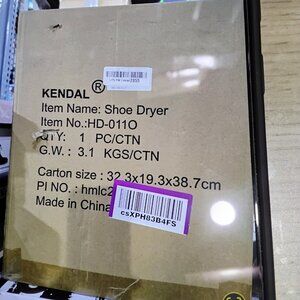 KENDAL ®
Item Name: Shoe Dryer
Item No.:HD-011O
QTY: 1 PC/CTN
G.W. : 3.1 KGS/CTN
Carton size : 32.3x19.3x38.7cm
PI NO. : hmlc2
Made in China
csXPH83B4FS